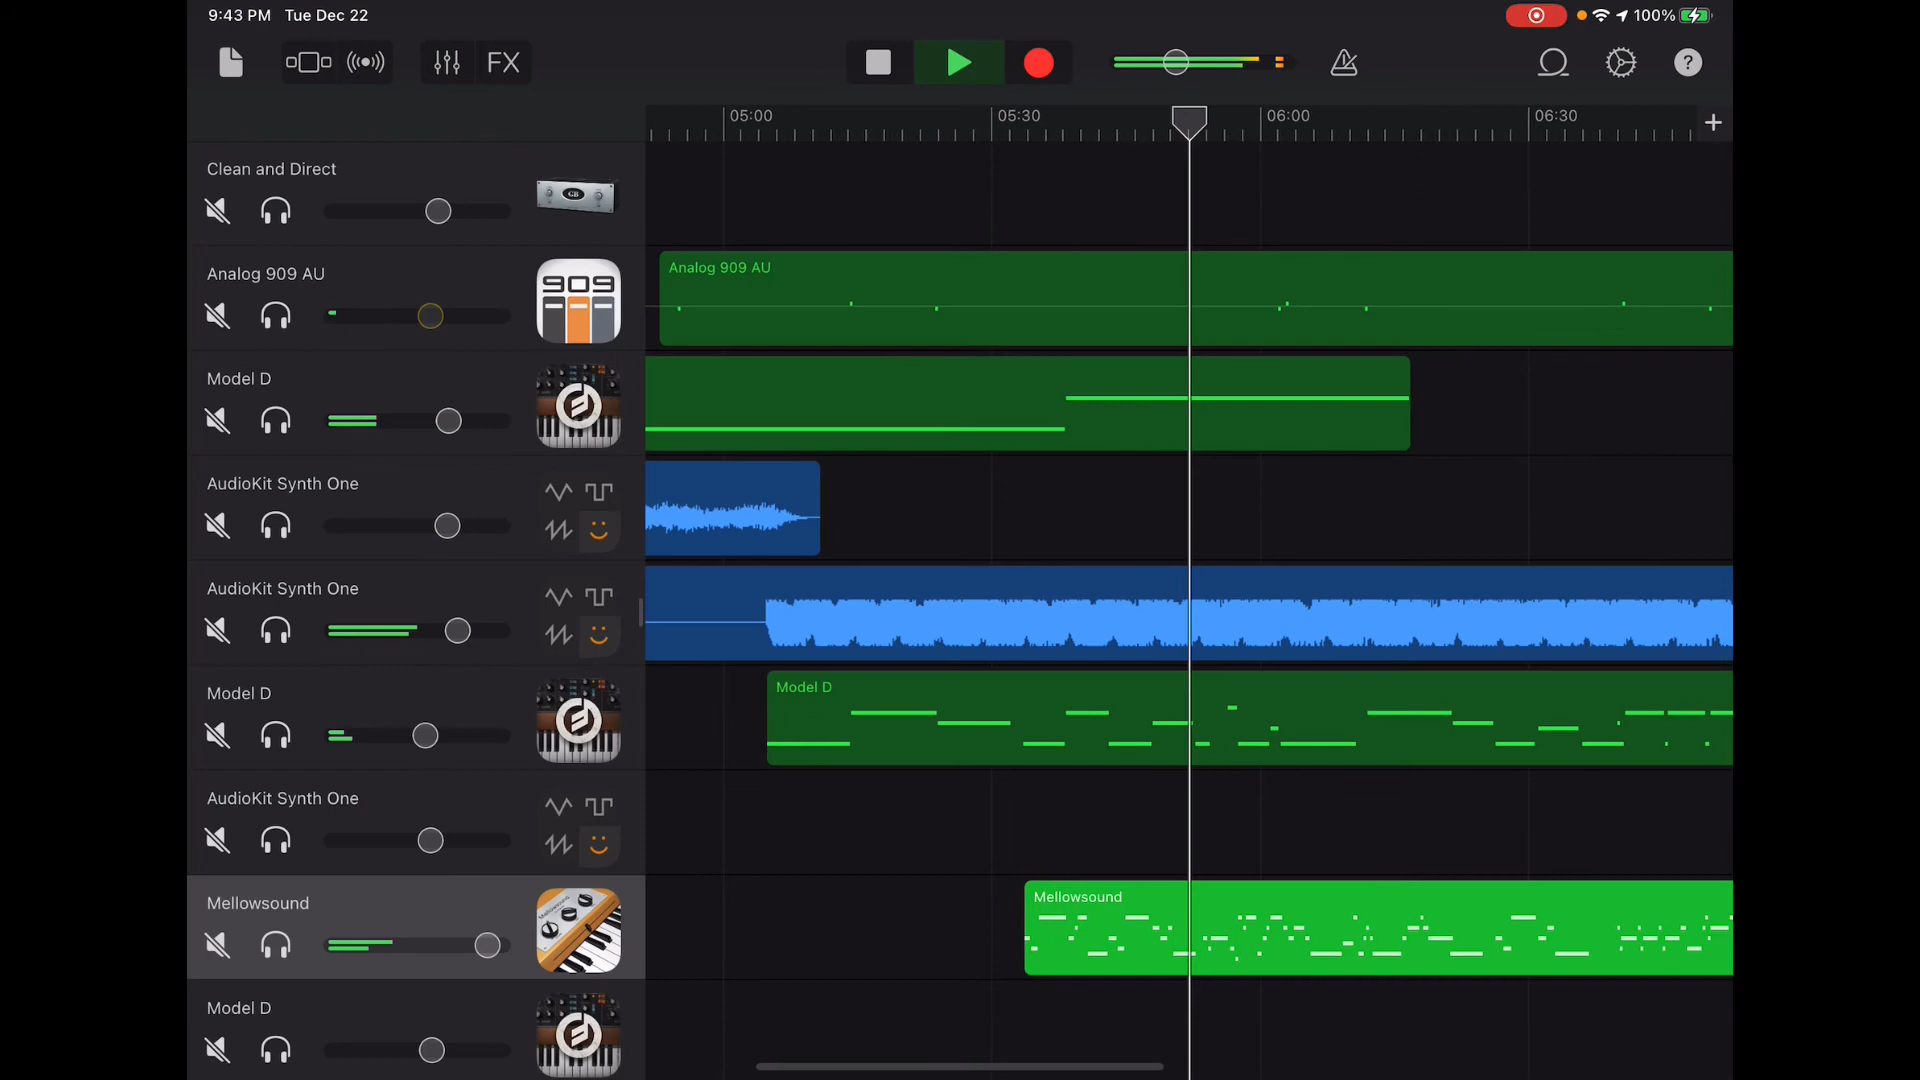 9:43 PM Tue Dec 22
100%
FX
?
05:00 05:30 06:00 06:30 +
Clean and Direct
GB
Analog 909 AU
909
Analog 909 AU
Model D
AudioKit Synth One
AudioKit Synth One
Model D
Model D
AudioKit Synth One
Mellowsound
Mellowsound
Mellowsound
Model D